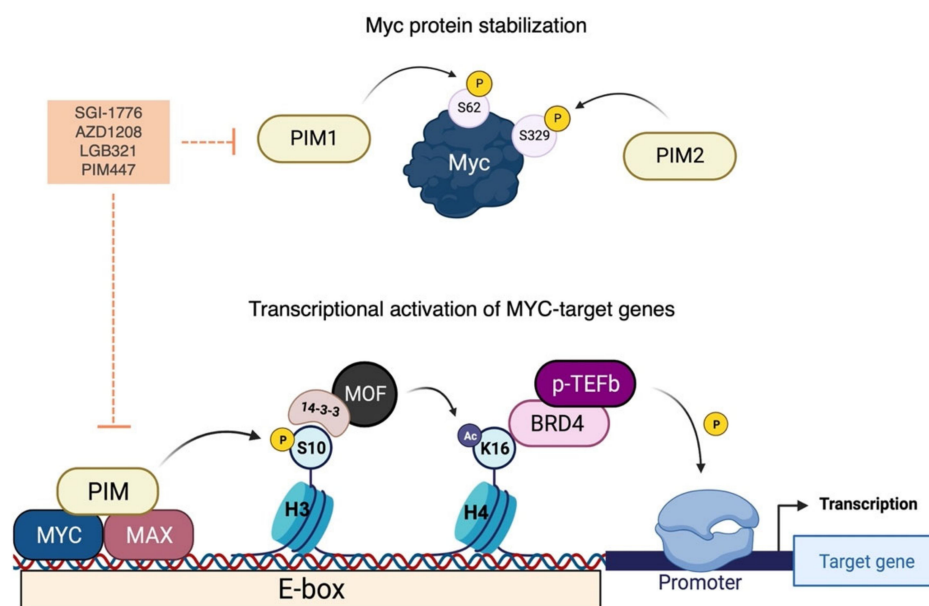 Myc protein stabilization
SGI-1776
AZD1208
LGB321
PIM447
PIM1
P
S62
P
S329
Myc
PIM2
Transcriptional activation of MYC-target genes
PIM
MYC
MAX
P
S10
14-3-3
MOF
H3
Ac
K16
BRD4
p-TEFb
H4
P
Transcription
Promoter
Target gene
E-box